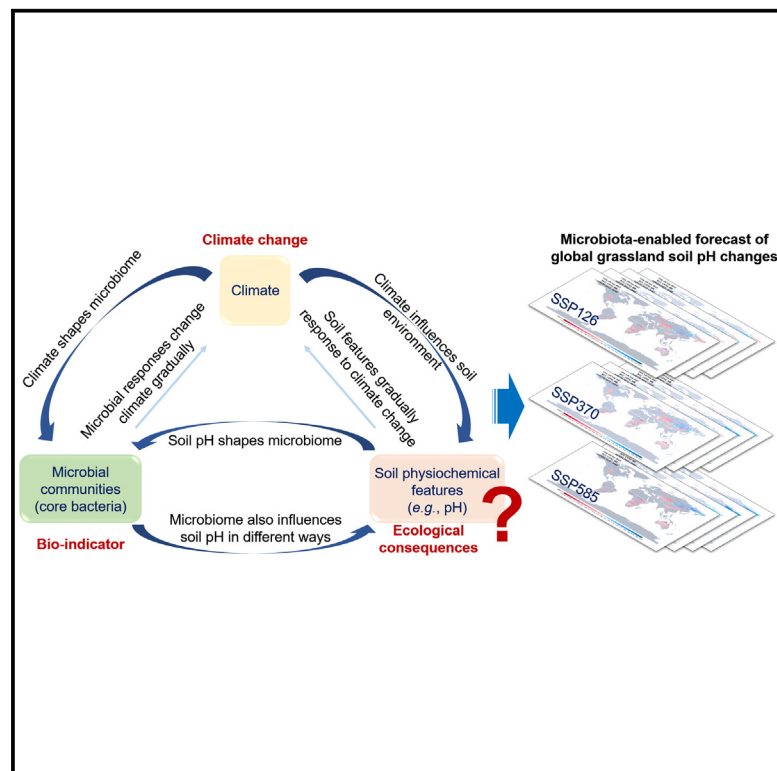 Climate change
Climate
Climate shapes microbiome
Microbial responses change
climate gradually
Climate influences soil
environment
Soil features gradually
response to climate change
Soil pH shapes microbiome
Microbial
communities
(core bacteria)
Bio-indicator
Microbiome also influences
soil pH in different ways
Soil physiochemical
features
(e.g., pH)
?
Ecological
consequences
Microbiota-enabled forecast of
global grassland soil pH changes
SSP126
SSP370
SSP585